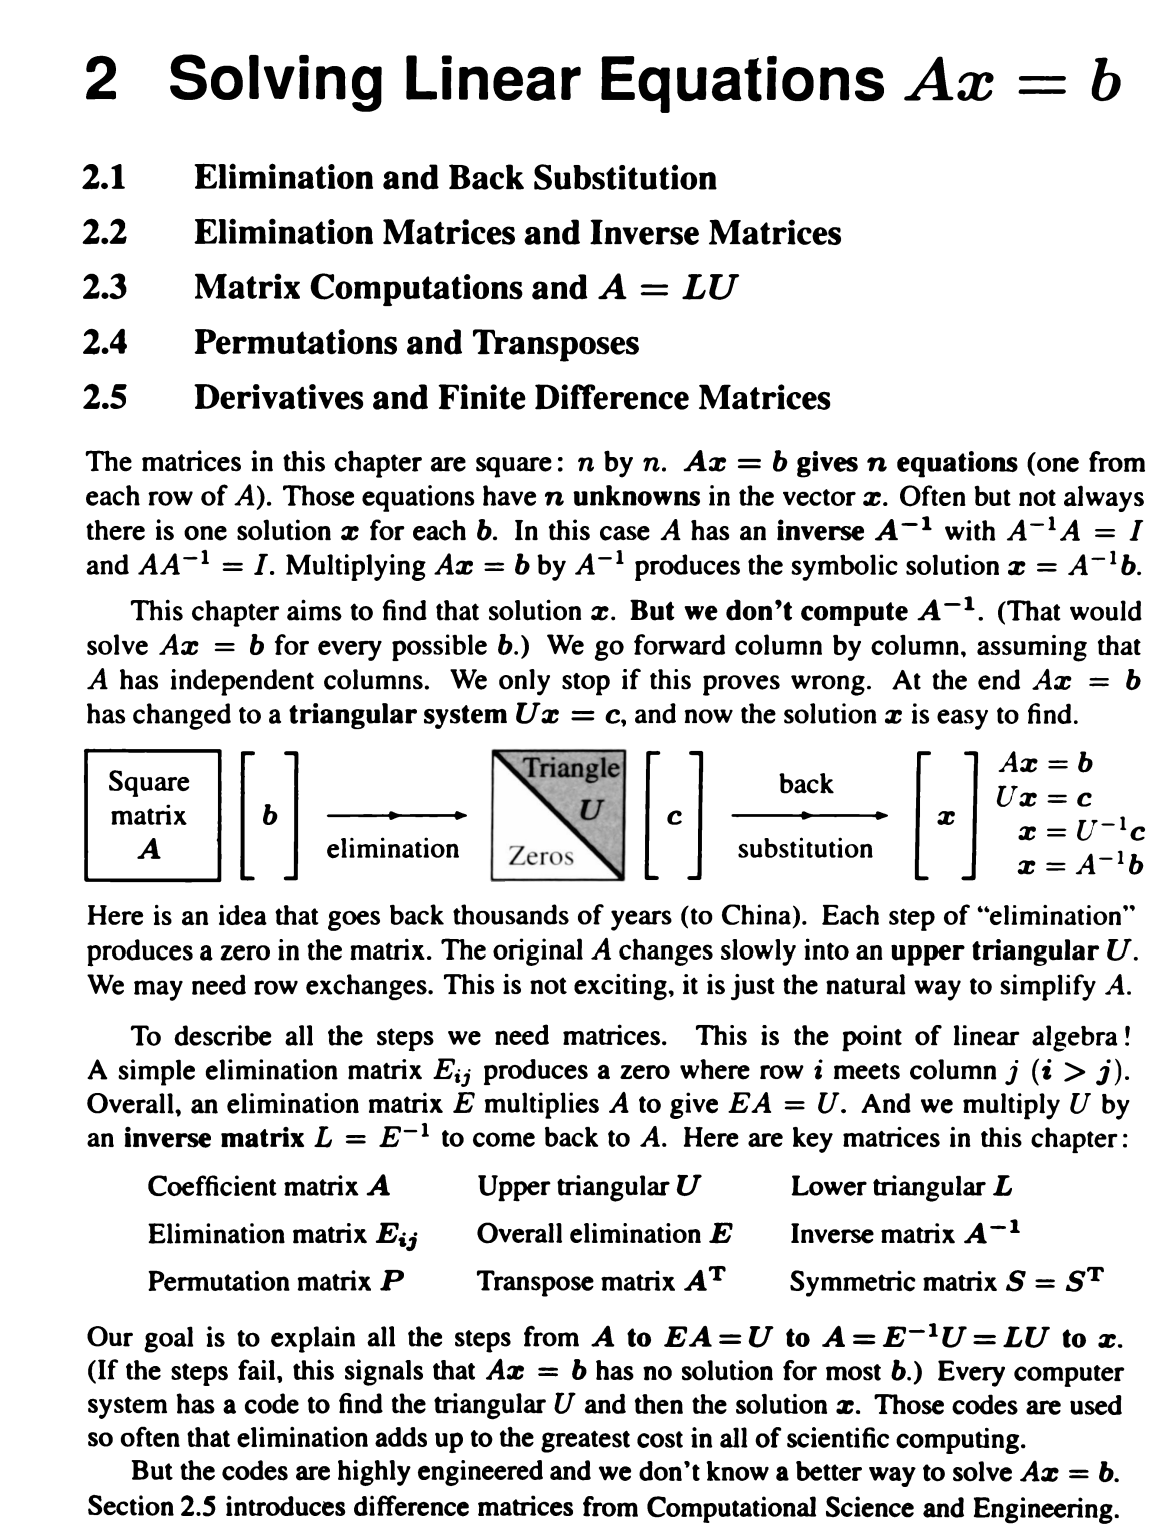 2 Solving Linear Equations Ax = b
2.1 Elimination and Back Substitution
2.2 Elimination Matrices and Inverse Matrices
2.3 Matrix Computations and A = LU
2.4 Permutations and Transposes
2.5 Derivatives and Finite Difference Matrices
The matrices in this chapter are square: n by n. Ax = b gives n equations (one from
each row of A). Those equations have n unknowns in the vector x. Often but not always
there is one solution x for each b. In this case A has an inverse A⁻¹ with A⁻¹A = I
and AA⁻¹ = I. Multiplying Ax = b by A⁻¹ produces the symbolic solution x = A⁻¹b.
This chapter aims to find that solution x. But we don't compute A⁻¹. (That would
solve Ax = b for every possible b.) We go forward column by column, assuming that
A has independent columns. We only stop if this proves wrong. At the end Ax = b
has changed to a triangular system Ux = c, and now the solution x is easy to find.
Square
matrix
A
b
elimination
Triangle
U
Zeros
c
back
substitution
x
Ax = b
Ux = c
x = U⁻¹c
x = A⁻¹b
Here is an idea that goes back thousands of years (to China). Each step of "elimination"
produces a zero in the matrix. The original A changes slowly into an upper triangular U.
We may need row exchanges. This is not exciting, it is just the natural way to simplify A.
To describe all the steps we need matrices. This is the point of linear algebra!
A simple elimination matrix Eᵢⱼ produces a zero where row i meets column j (i > j).
Overall, an elimination matrix E multiplies A to give EA = U. And we multiply U by
an inverse matrix L = E⁻¹ to come back to A. Here are key matrices in this chapter:
Coefficient matrix A Upper triangular U Lower triangular L
Elimination matrix Eᵢⱼ Overall elimination E Inverse matrix A⁻¹
Permutation matrix P Transpose matrix Aᵀ Symmetric matrix S = Sᵀ
Our goal is to explain all the steps from A to EA = U to A = E⁻¹U = LU to x.
(If the steps fail, this signals that Ax = b has no solution for most b.) Every computer
system has a code to find the triangular U and then the solution x. Those codes are used
so often that elimination adds up to the greatest cost in all of scientific computing.
But the codes are highly engineered and we don't know a better way to solve Ax = b.
Section 2.5 introduces difference matrices from Computational Science and Engineering.